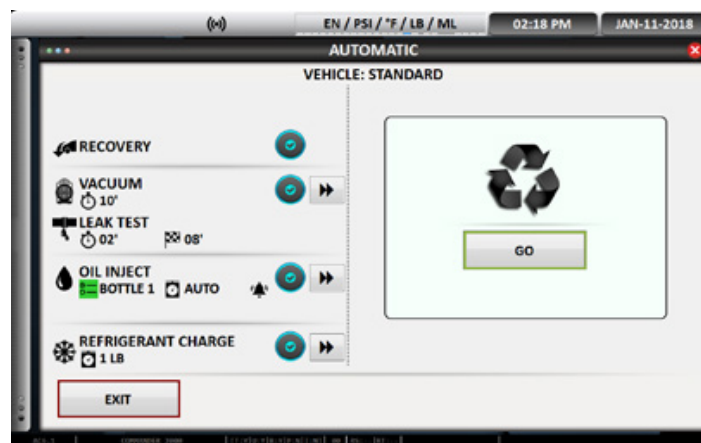 EN / PSI / °F / LB / ML 02:18 PM JAN-11-2018
AUTOMATIC
VEHICLE: STANDARD
RECOVERY
VACUUM
10'
LEAK TEST
02' 08'
OIL INJECT
BOTTLE 1 AUTO
REFRIGERANT CHARGE
1 LB
GO
EXIT